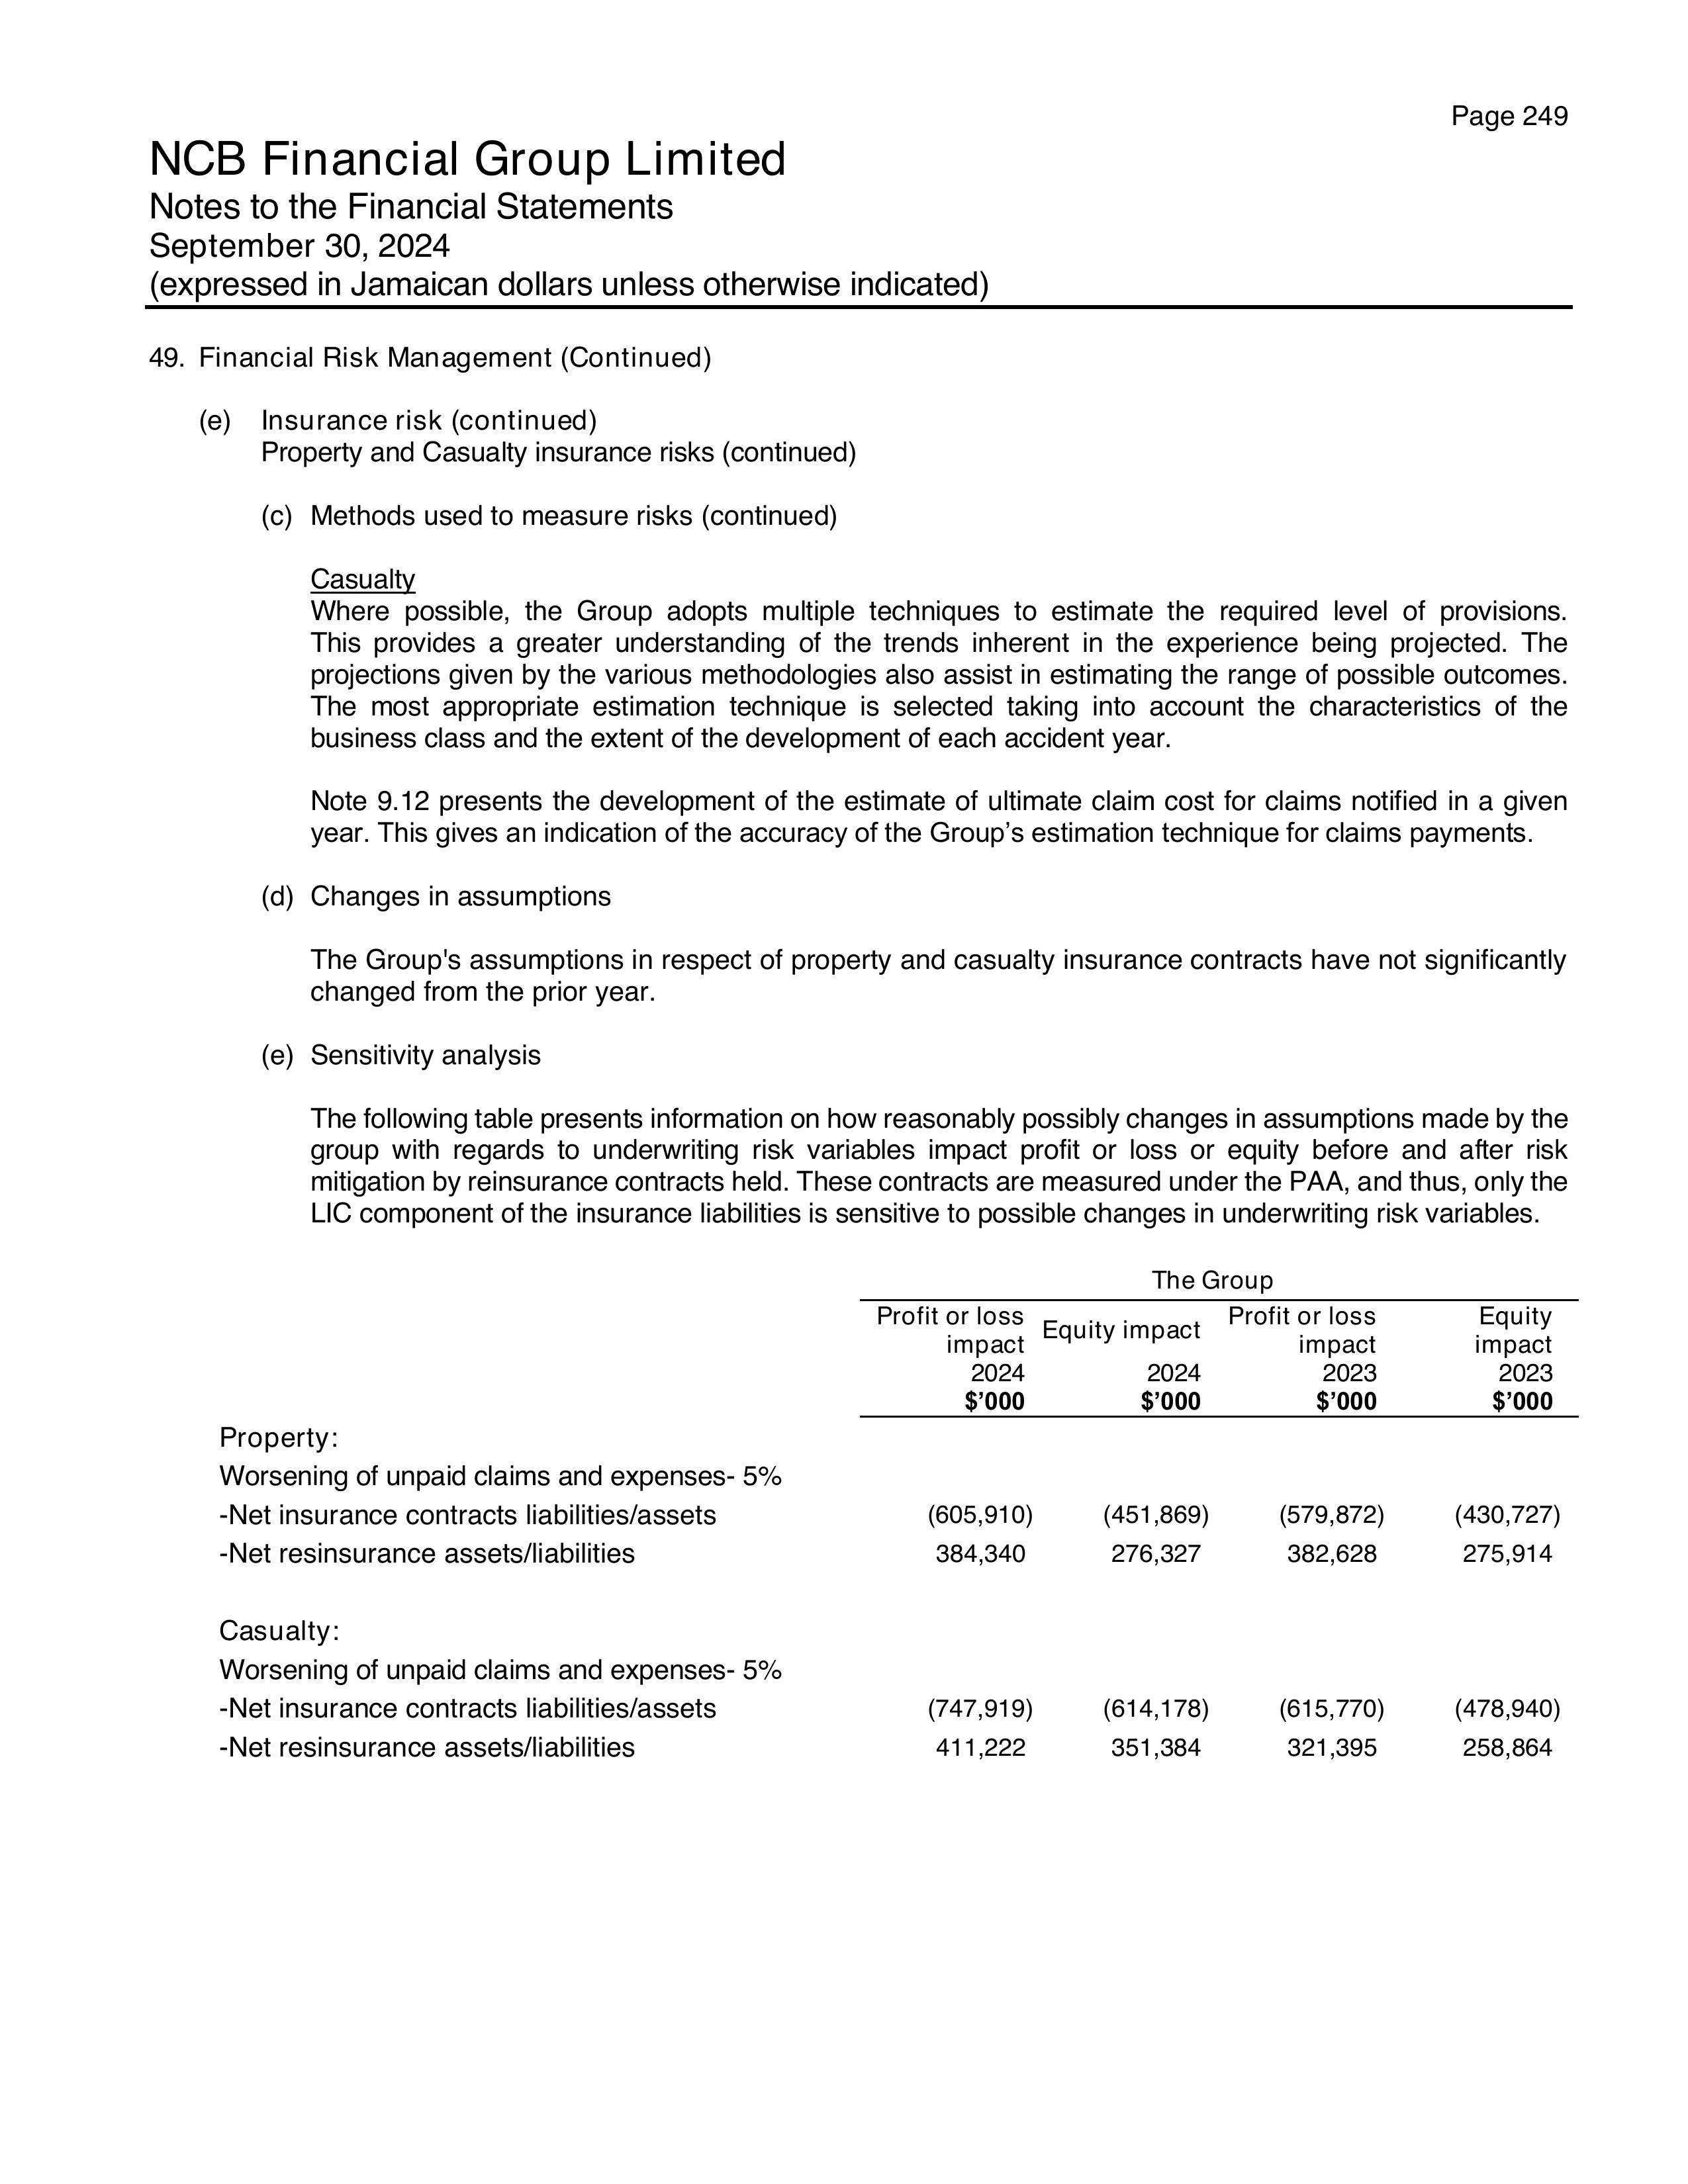 Page 249
NCB Financial Group Limited
Notes to the Financial Statements
September 30, 2024
(expressed in Jamaican dollars unless otherwise indicated)
49. Financial Risk Management (Continued)
(e) Insurance risk (continued)
Property and Casualty insurance risks (continued)
(c) Methods used to measure risks (continued)
Casualty
Where possible, the Group adopts multiple techniques to estimate the required level of provisions.
This provides a greater understanding of the trends inherent in the experience being projected. The
projections given by the various methodologies also assist in estimating the range of possible outcomes.
The most appropriate estimation technique is selected taking into account the characteristics of the
business class and the extent of the development of each accident year.
Note 9.12 presents the development of the estimate of ultimate claim cost for claims notified in a given
year. This gives an indication of the accuracy of the Group’s estimation technique for claims payments.
(d) Changes in assumptions
The Group's assumptions in respect of property and casualty insurance contracts have not significantly
changed from the prior year.
(e) Sensitivity analysis
The following table presents information on how reasonably possibly changes in assumptions made by the
group with regards to underwriting risk variables impact profit or loss or equity before and after risk
mitigation by reinsurance contracts held. These contracts are measured under the PAA, and thus, only the
LIC component of the insurance liabilities is sensitive to possible changes in underwriting risk variables.
The Group
Profit or loss impact Equity impact Profit or loss impact Equity impact
2024 2024 2023 2023
$’000 $’000 $’000 $’000
Property:
Worsening of unpaid claims and expenses- 5%
-Net insurance contracts liabilities/assets (605,910) (451,869) (579,872) (430,727)
-Net resinsurance assets/liabilities 384,340 276,327 382,628 275,914
Casualty:
Worsening of unpaid claims and expenses- 5%
-Net insurance contracts liabilities/assets (747,919) (614,178) (615,770) (478,940)
-Net resinsurance assets/liabilities 411,222 351,384 321,395 258,864